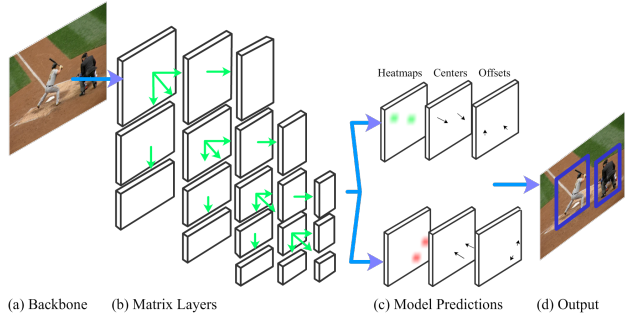 Heatmaps Centers Offsets
(a) Backbone (b) Matrix Layers (c) Model Predictions (d) Output